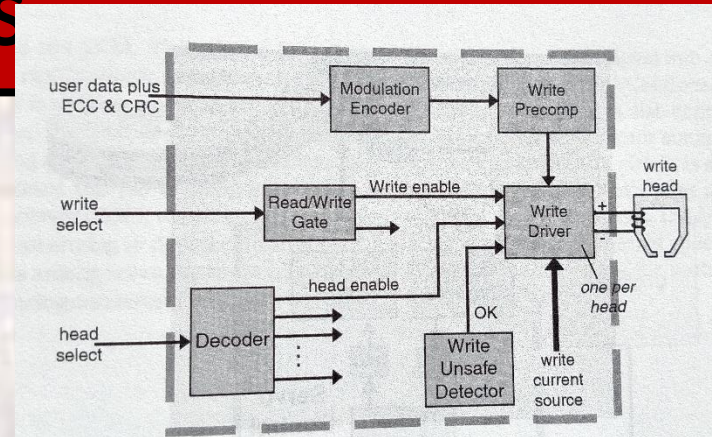 S
user data plus
ECC & CRC
Modulation
Encoder
Write
Precomp
write
head
write
select
Read/Write
Gate
Write enable
Write
Driver
+
-
one per
head
head enable
head
select
Decoder
OK
Write
Unsafe
Detector
write
current
source